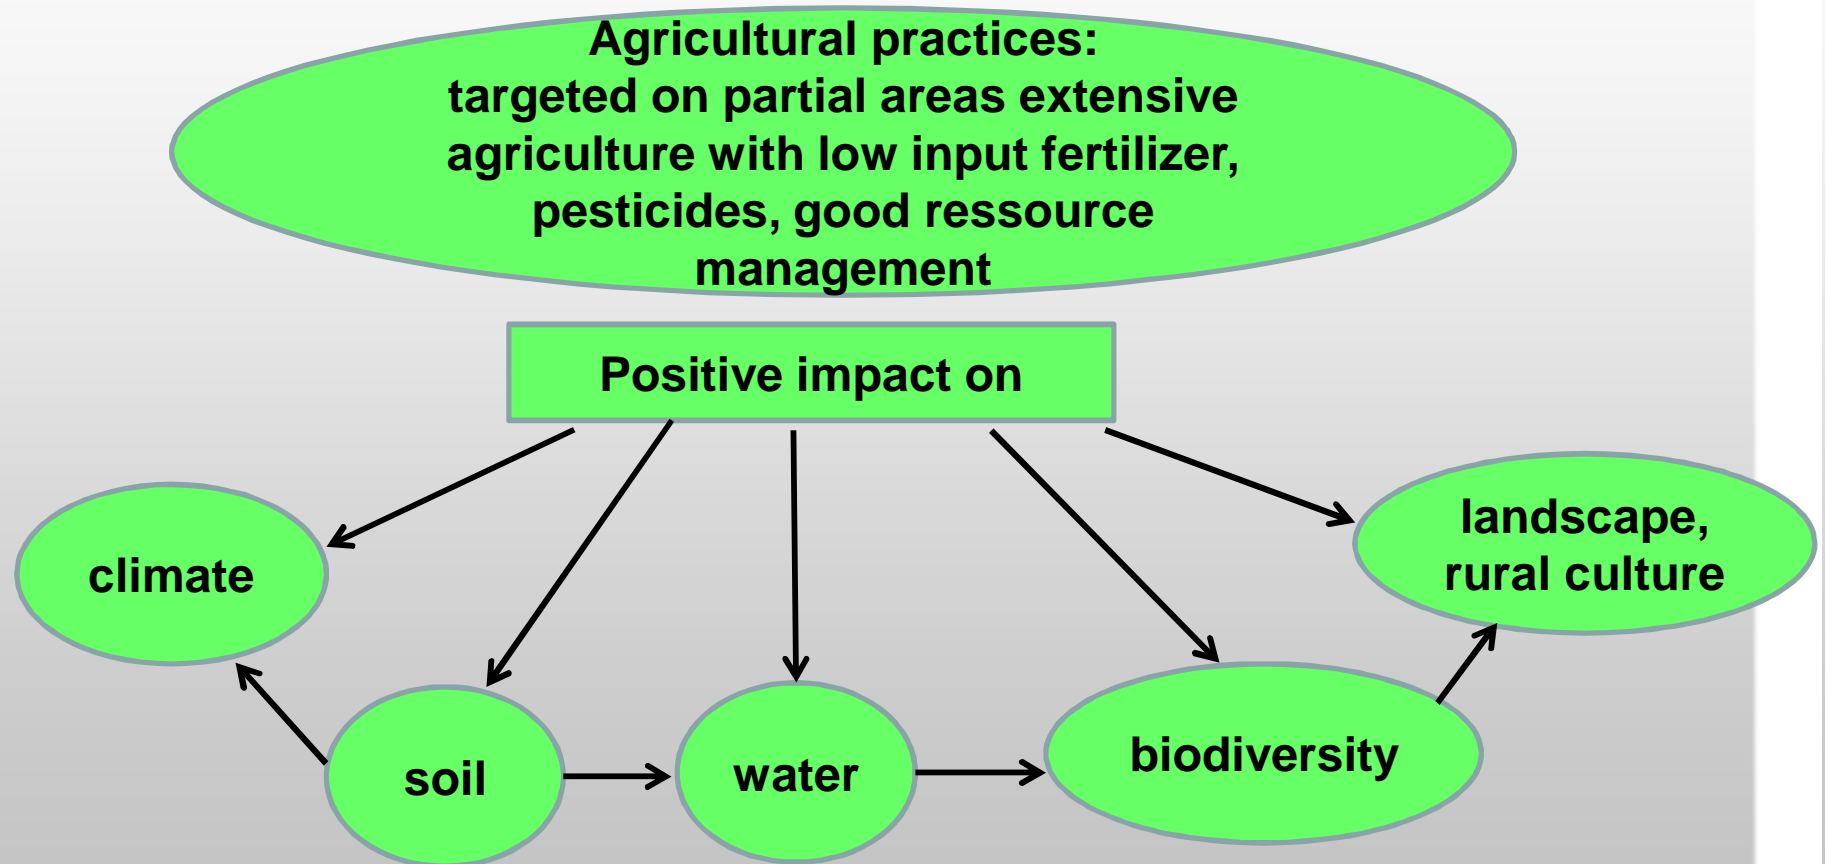 Agricultural practices:
targeted on partial areas extensive
agriculture with low input fertilizer,
pesticides, good ressource
management
Positive impact on
landscape,
rural culture
climate
soil
water
biodiversity